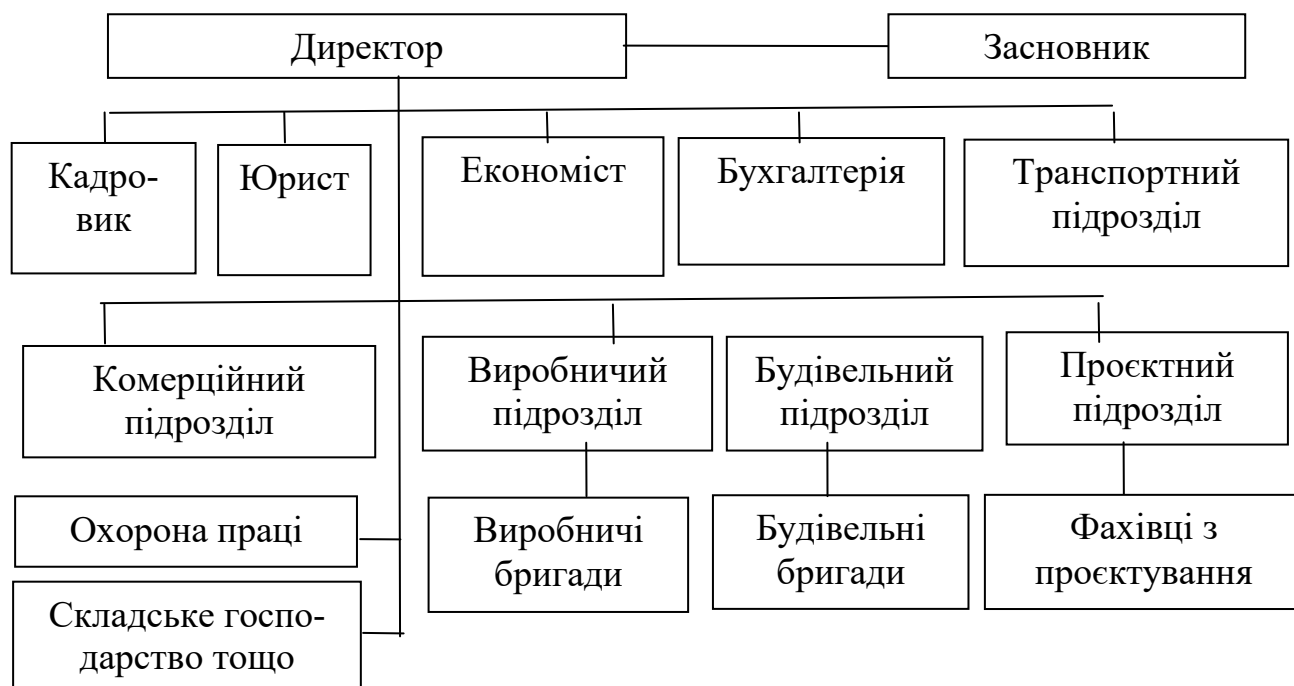 Директор
Засновник
Кадро-
вик
Юрист
Економіст
Бухгалтерія
Транспортний
підрозділ
Комерційний
підрозділ
Виробничий
підрозділ
Будівельний
підрозділ
Проєктний
підрозділ
Охорона праці
Складське госпо-
дарство тощо
Виробничі
бригади
Будівельні
бригади
Фахівці з
проєктування